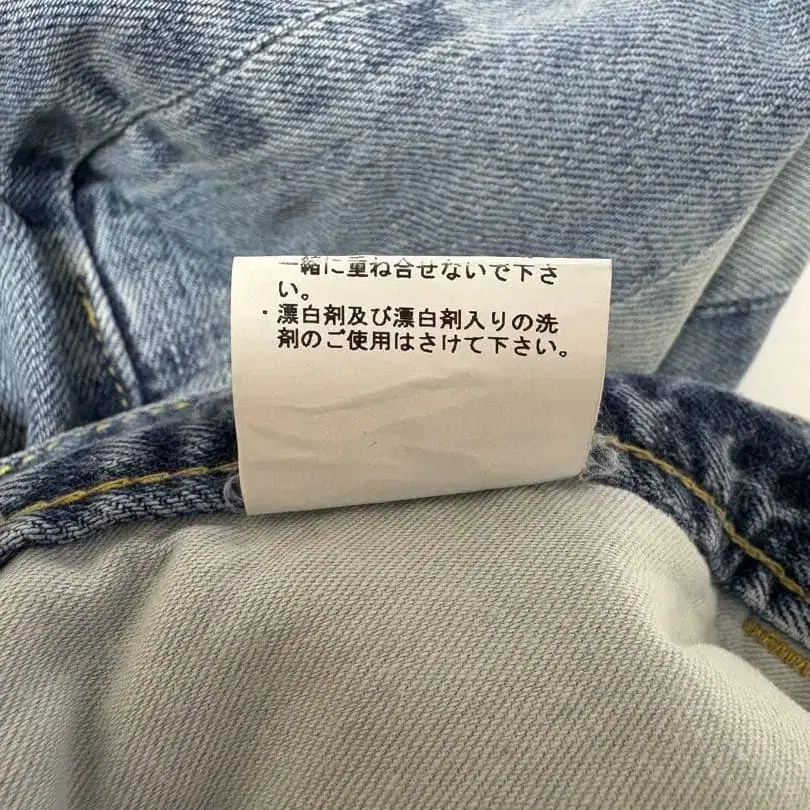 一緒に重ね合せないで下さ
い。
・漂白剤及び漂白剤入りの洗
剤のご使用はさけて下さい。